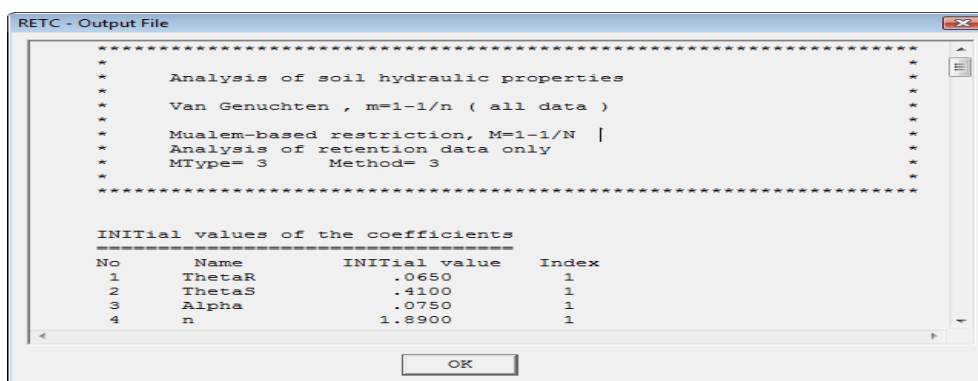 RETC - Output File
*******************************************************************
* *
* Analysis of soil hydraulic properties *
* *
* Van Genuchten , m=1-1/n ( all data ) *
* *
* Mualem-based restriction, M=1-1/N *
* Analysis of retention data only *
* MType= 3 Method= 3 *
* *
*******************************************************************
INITial values of the coefficients
==================================
No Name INITial value Index
1 ThetaR .0650 1
2 ThetaS .4100 1
3 Alpha .0750 1
4 n 1.8900 1
OK